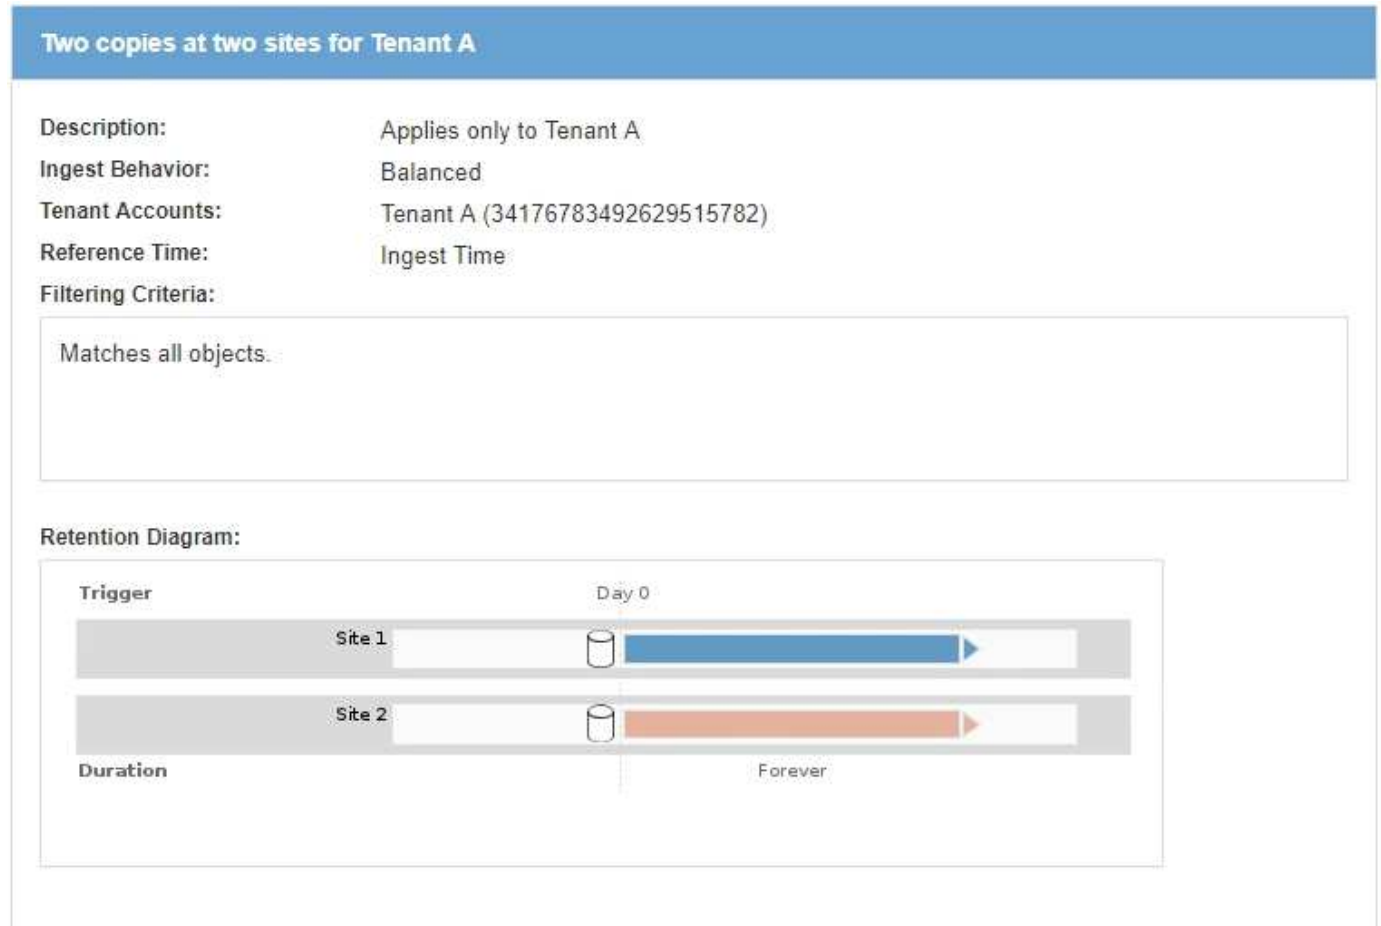 Two copies at two sites for Tenant A
Description: Applies only to Tenant A
Ingest Behavior: Balanced
Tenant Accounts: Tenant A (34176783492629515782)
Reference Time: Ingest Time
Filtering Criteria:
Matches all objects.
Retention Diagram:
Trigger Day 0
Site 1
Site 2
Duration Forever